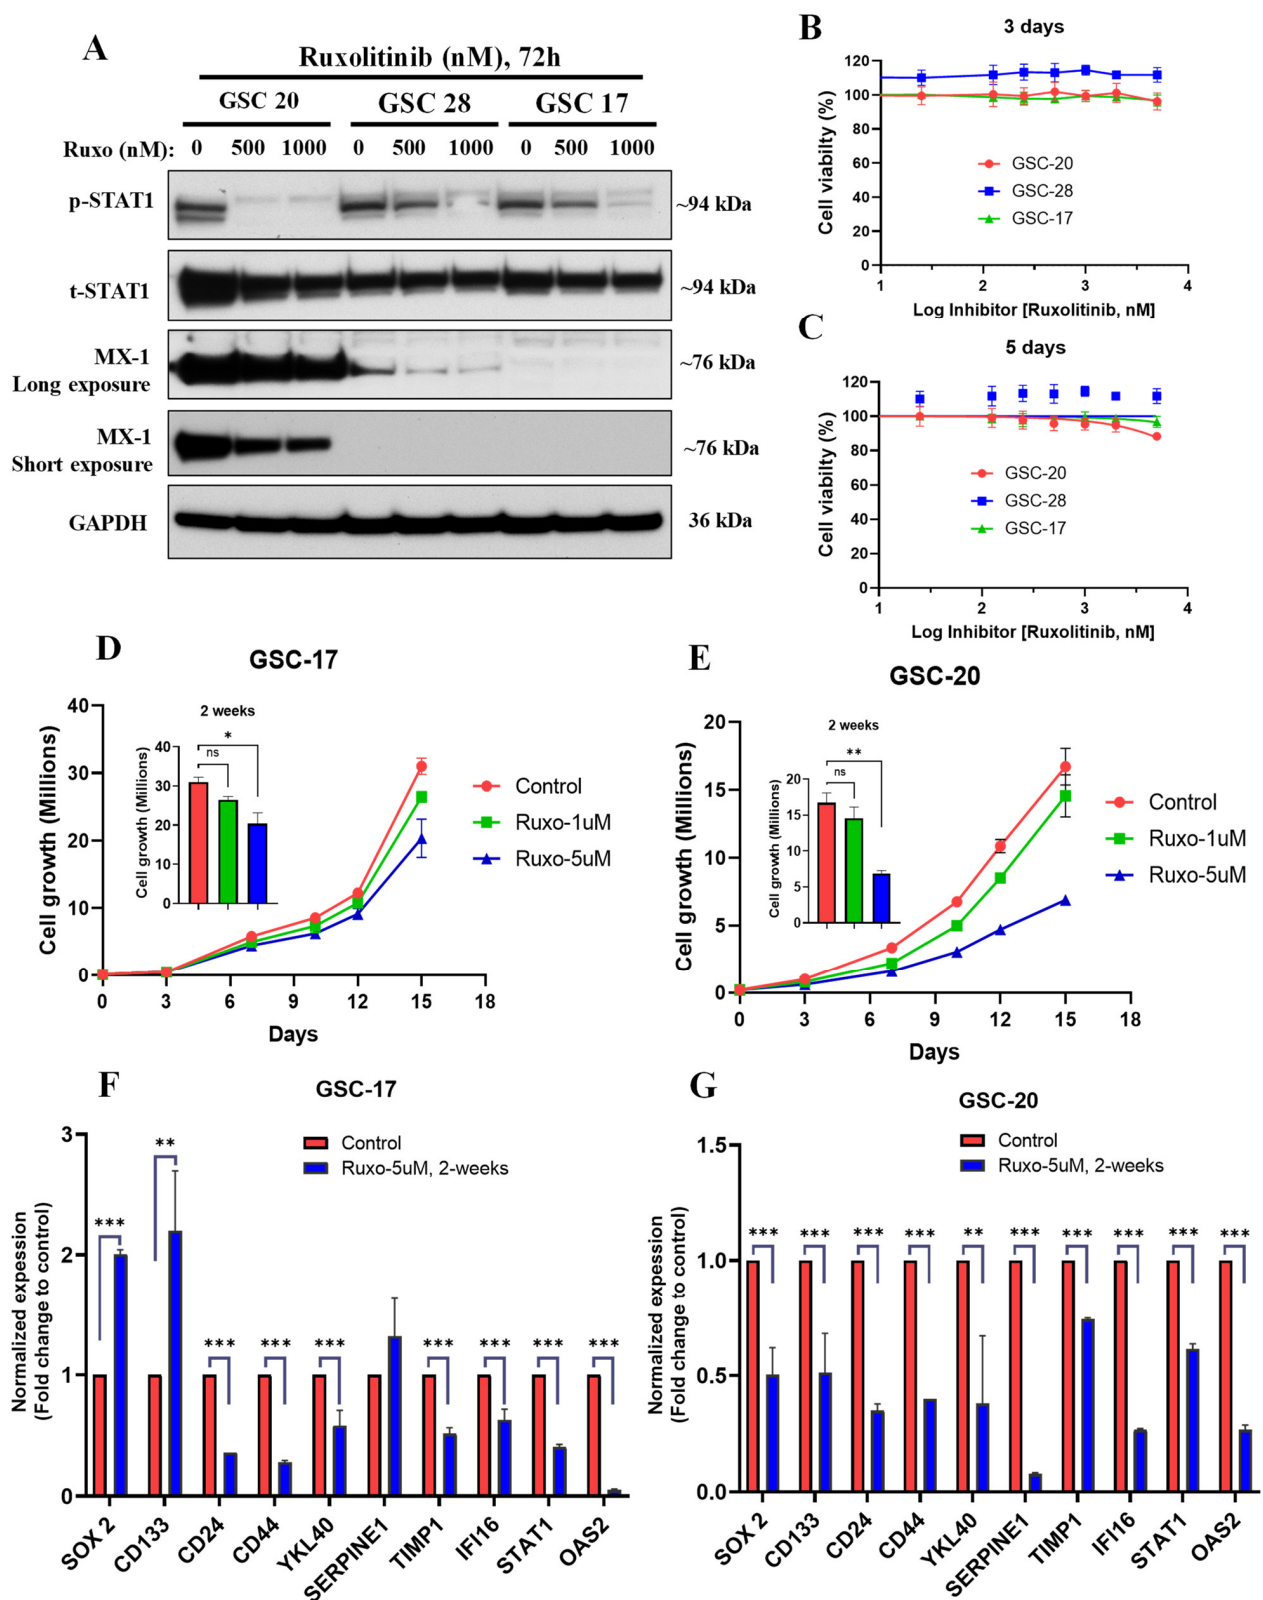 A
Ruxolitinib (nM), 72h
GSC 20 GSC 28 GSC 17
Ruxo (nM): 0 500 1000 0 500 1000 0 500 1000
p-STAT1 ~94 kDa
t-STAT1 ~94 kDa
MX-1
Long exposure
~76 kDa
MX-1
Short exposure
~76 kDa
GAPDH 36 kDa
B
3 days
Cell viability (%)
120
100
80
60
40
20
0
GSC-20
GSC-28
GSC-17
1 2 3 4
Log Inhibitor [Ruxolitinib, nM]
C
5 days
Cell viability (%)
120
100
80
60
40
20
0
GSC-20
GSC-28
GSC-17
1 2 3 4
Log Inhibitor [Ruxolitinib, nM]
D
GSC-17
Cell growth (Millions)
40
30
20
10
0
0 3 6 9 12 15 18
Days
2 weeks
Cell growth (Millions)
40
30
20
10
0
*
ns
Control
Ruxo-1uM
Ruxo-5uM
E
GSC-20
Cell growth (Millions)
20
15
10
5
0
0 3 6 9 12 15 18
Days
2 weeks
Cell growth (Millions)
20
15
10
5
0
**
ns
Control
Ruxo-1uM
Ruxo-5uM
F
GSC-17
Control
Ruxo-5uM, 2-weeks
Normalized expession
(Fold change to control)
3
2
1
0
*** ** *** *** *** *** *** *** ***
SOX 2 CD133 CD24 CD44 YKL40 SERPINE1 TIMP1 IFI16 STAT1 OAS2
G
GSC-20
Control
Ruxo-5uM, 2-weeks
Normalized expression
(Fold change to control)
1.5
1.0
0.5
0.0
*** *** *** *** ** *** *** *** *** ***
SOX 2 CD133 CD24 CD44 YKL40 SERPINE1 TIMP1 IFI16 STAT1 OAS2